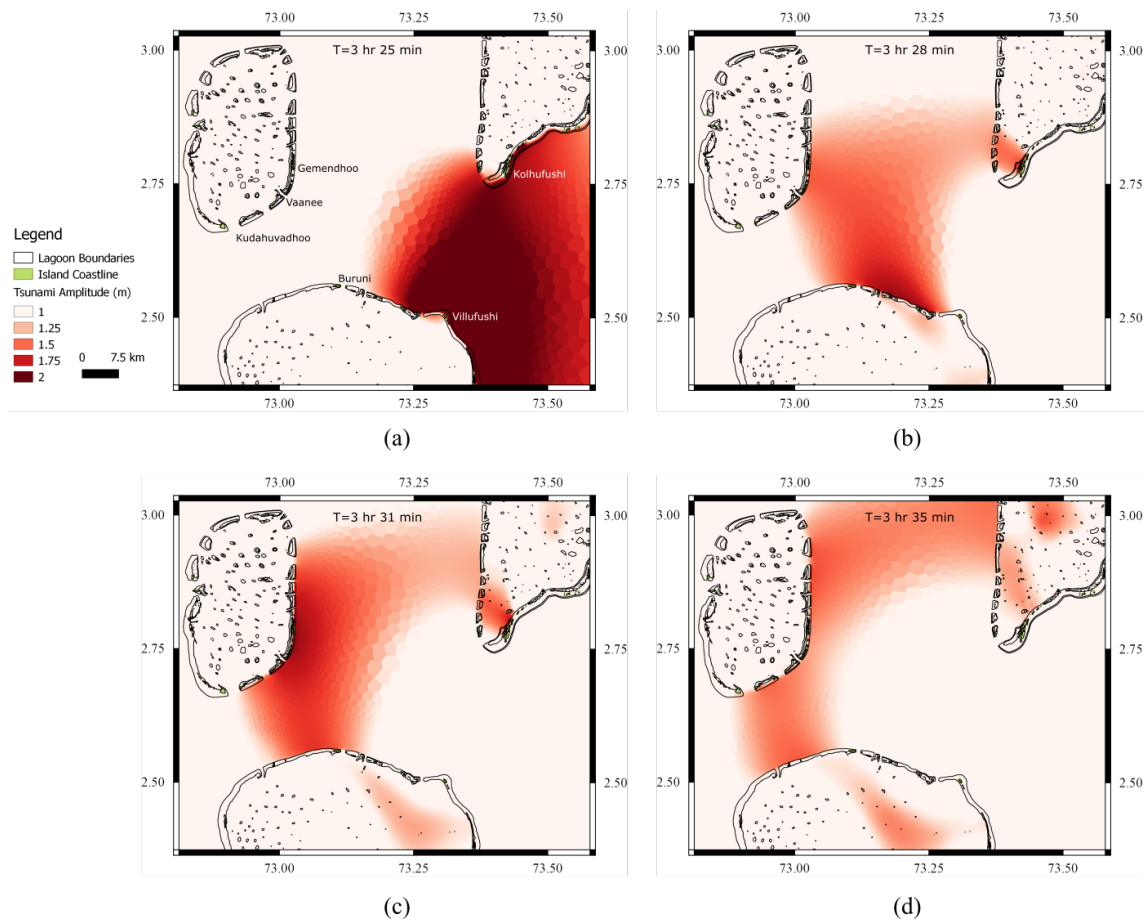 73.00 73.25 73.50
T=3 hr 25 min
3.00 3.00
Gemendhoo
Kolhufushi
2.75 2.75
Vaanee
Kudahuvadhoo
Buruni
Villufushi
2.50 2.50
73.00 73.25 73.50
Legend
Lagoon Boundaries
Island Coastline
Tsunami Amplitude (m)
1
1.25
1.5
1.75
2
0 7.5 km
(a)
73.00 73.25 73.50
T=3 hr 28 min
3.00 3.00
2.75 2.75
2.50 2.50
73.00 73.25 73.50
(b)
73.00 73.25 73.50
T=3 hr 31 min
3.00 3.00
2.75 2.75
2.50 2.50
73.00 73.25 73.50
(c)
73.00 73.25 73.50
T=3 hr 35 min
3.00 3.00
2.75 2.75
2.50 2.50
73.00 73.25 73.50
(d)